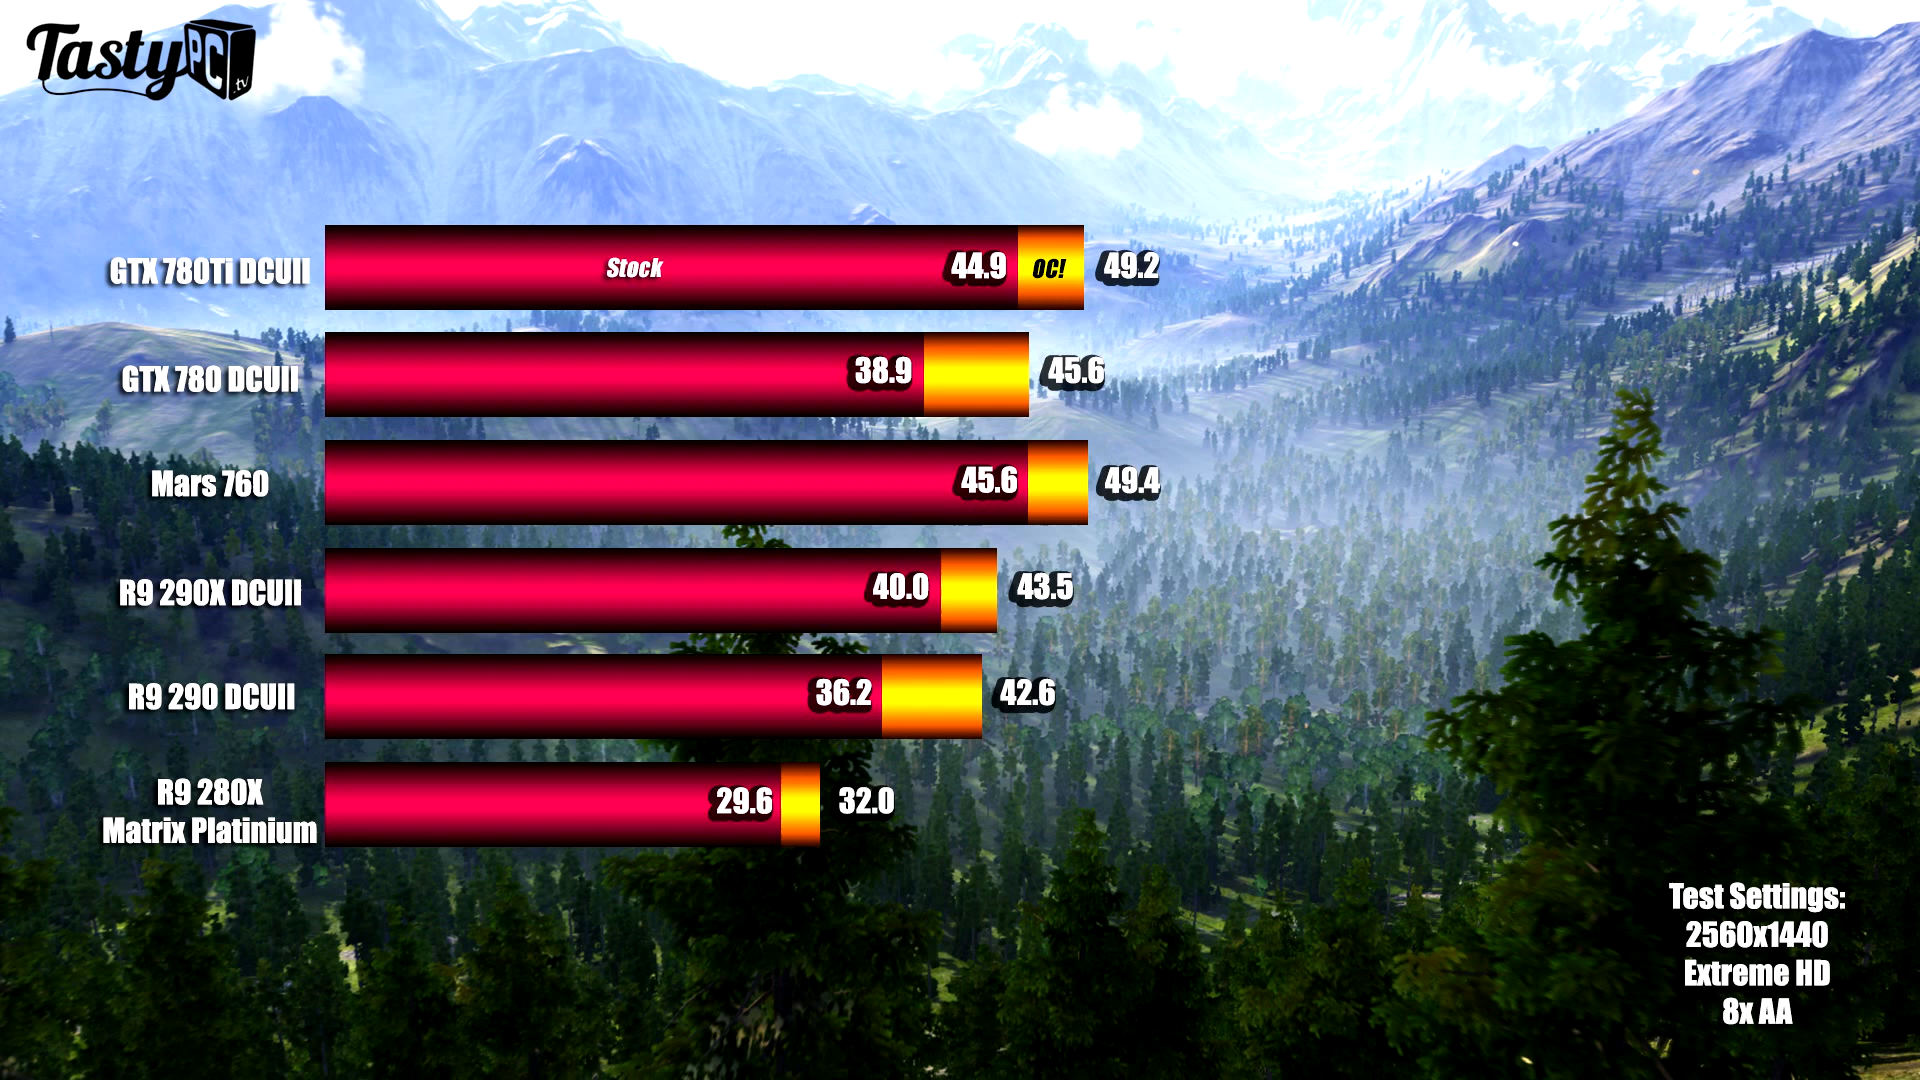 TastyPC.tv
GTX 780Ti DCUII
Stock
44.9
OC!
49.2
GTX 780 DCUII
38.9
45.6
Mars 760
45.6
49.4
R9 290X DCUII
40.0
43.5
R9 290 DCUII
36.2
42.6
R9 280X
Matrix Platinium
29.6
32.0
Test Settings:
2560x1440
Extreme HD
8x AA